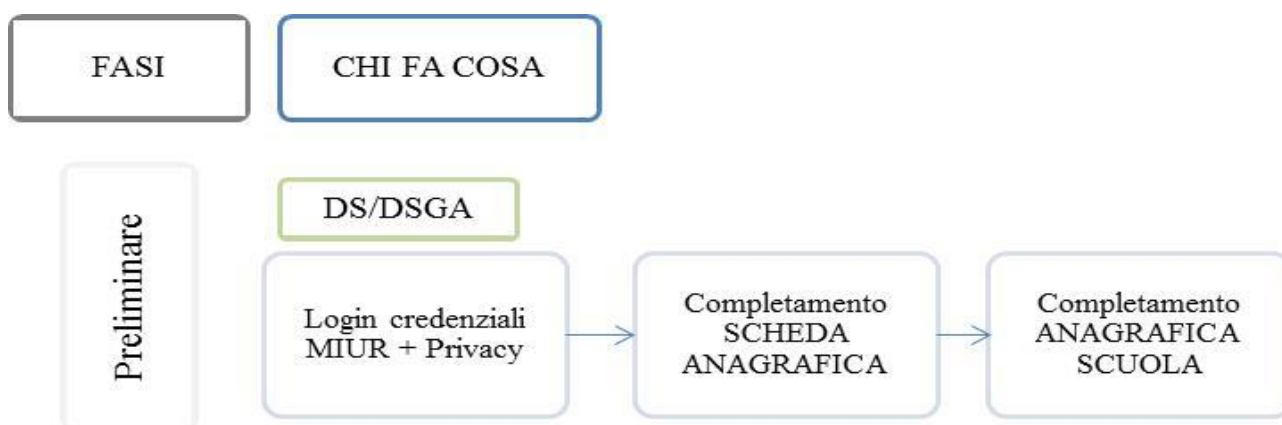 FASI
CHI FA COSA
Preliminare
DS/DSGA
Login credenziali
MIUR + Privacy
Completamento
SCHEDA
ANAGRAFICA
Completamento
ANAGRAFICA
SCUOLA